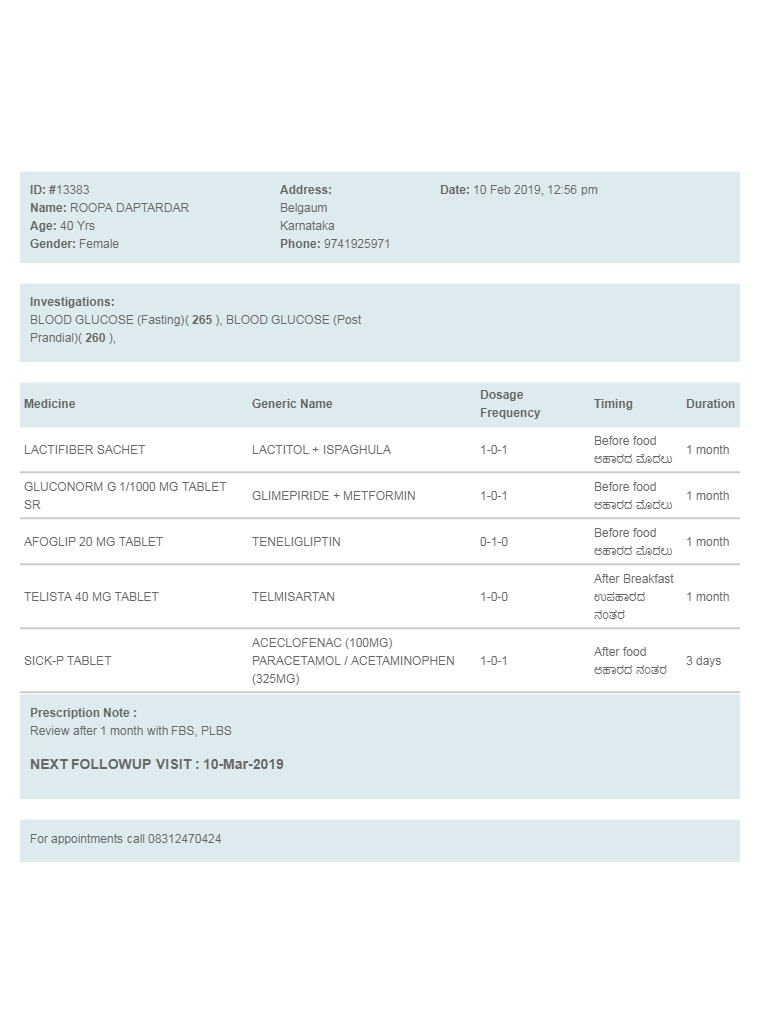 ID: #13383
Name: ROOPA DAPTARDAR
Age: 40 Yrs
Gender: Female
Address:
Belgaum
Karnataka
Phone: 9741925971
Date: 10 Feb 2019, 12:56 pm
Investigations:
BLOOD GLUCOSE (Fasting)( 265 ), BLOOD GLUCOSE (Post
Prandial)( 260 ),
Medicine Generic Name Dosage Frequency Timing Duration
LACTIFIBER SACHET LACTITOL + ISPAGHULA 1-0-1 Before food 1 month
ಅಹಾರದ ಮೊದಲು
GLUCONORM G 1/1000 MG TABLET SR GLIMEPIRIDE + METFORMIN 1-0-1 Before food 1 month
ಅಹಾರದ ಮೊದಲು
AFOGLIP 20 MG TABLET TENELIGLIPTIN 0-1-0 Before food 1 month
ಅಹಾರದ ಮೊದಲು
TELISTA 40 MG TABLET TELMISARTAN 1-0-0 After Breakfast 1 month
ಉಪಹಾರದ
ನಂತರ
SICK-P TABLET ACECLOFENAC (100MG)
PARACETAMOL / ACETAMINOPHEN
(325MG) 1-0-1 After food 3 days
ಅಹಾರದ ನಂತರ
Prescription Note :
Review after 1 month with FBS, PLBS
NEXT FOLLOWUP VISIT : 10-Mar-2019
For appointments call 08312470424